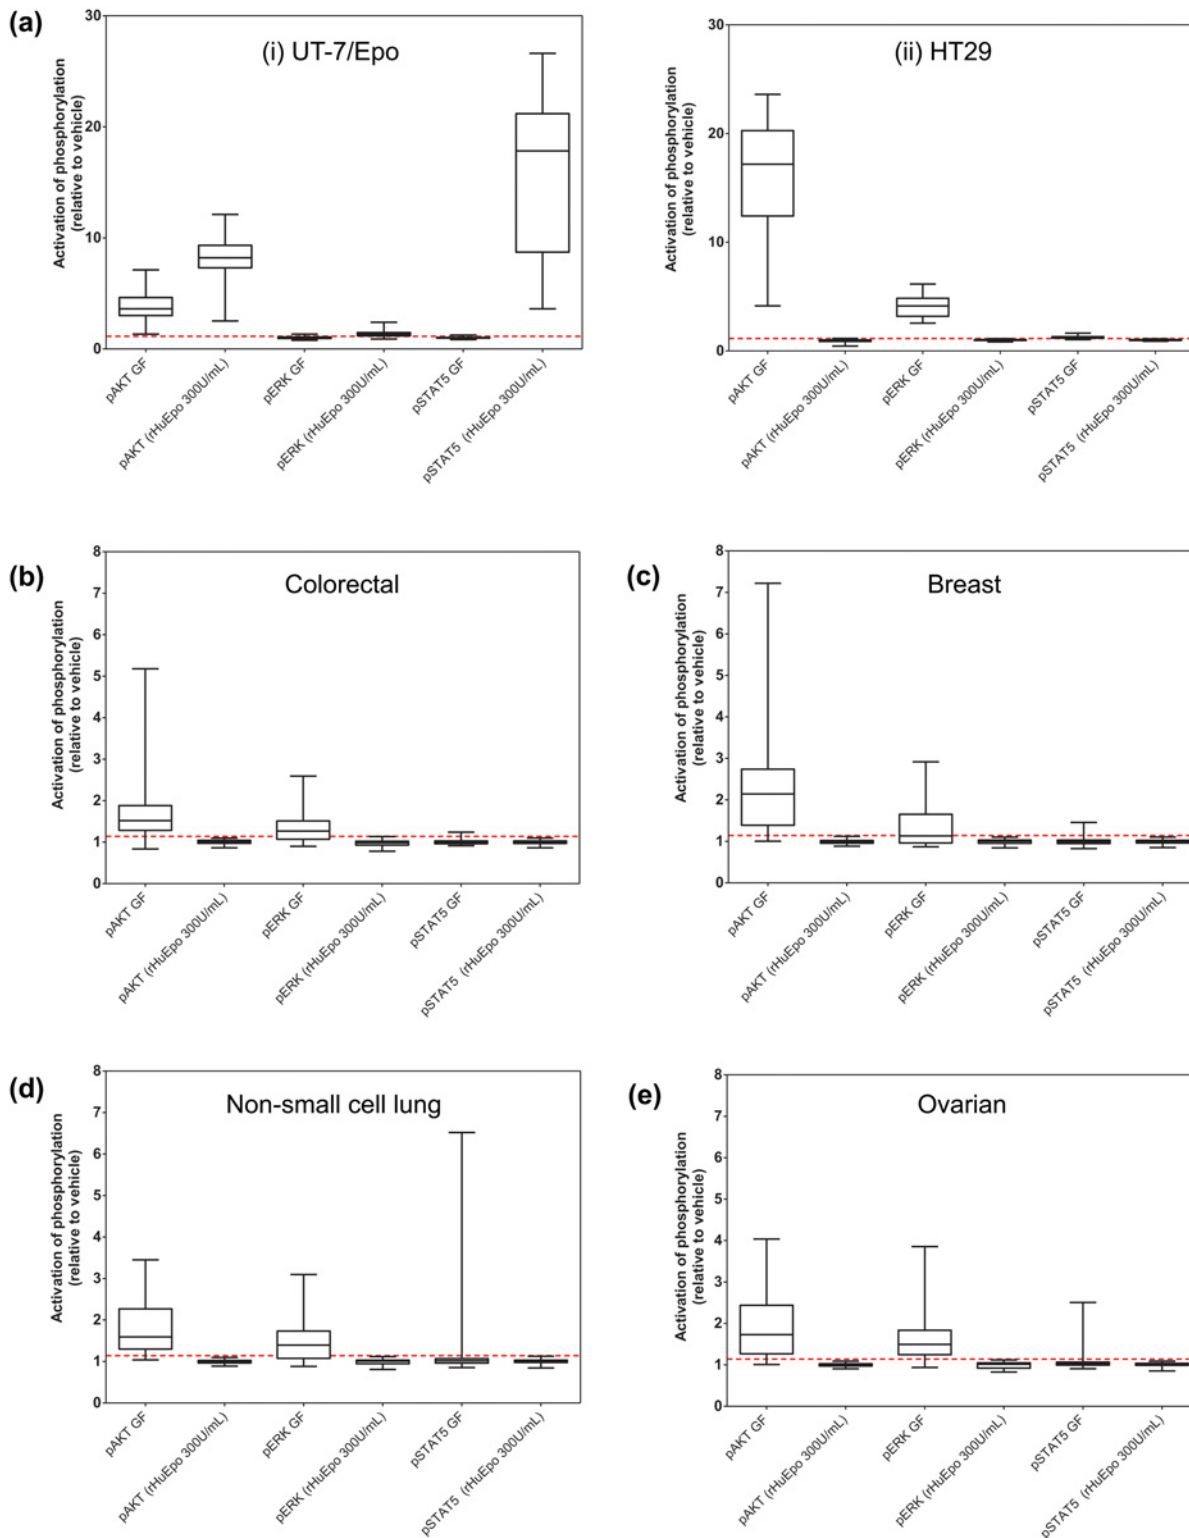 (a)
(i) UT-7/Epo
Activation of phosphorylation
(relative to vehicle)
30
20
10
0
pAKT GF
pAKT (rHuEpo 300U/mL)
pERK GF
pERK (rHuEpo 300U/mL)
pSTAT5 GF
pSTAT5 (rHuEpo 300U/mL)
(ii) HT29
Activation of phosphorylation
(relative to vehicle)
30
20
10
0
pAKT GF
pAKT (rHuEpo 300U/mL)
pERK GF
pERK (rHuEpo 300U/mL)
pSTAT5 GF
pSTAT5 (rHuEpo 300U/mL)
(b)
Colorectal
Activation of phosphorylation
(relative to vehicle)
8
7
6
5
4
3
2
1
0
pAKT GF
pAKT (rHuEpo 300U/mL)
pERK GF
pERK (rHuEpo 300U/mL)
pSTAT5 GF
pSTAT5 (rHuEpo 300U/mL)
(c)
Breast
Activation of phosphorylation
(relative to vehicle)
8
7
6
5
4
3
2
1
0
pAKT GF
pAKT (rHuEpo 300U/mL)
pERK GF
pERK (rHuEpo 300U/mL)
pSTAT5 GF
pSTAT5 (rHuEpo 300U/mL)
(d)
Non-small cell lung
Activation of phosphorylation
(relative to vehicle)
8
7
6
5
4
3
2
1
0
pAKT GF
pAKT (rHuEpo 300U/mL)
pERK GF
pERK (rHuEpo 300U/mL)
pSTAT5 GF
pSTAT5 (rHuEpo 300U/mL)
(e)
Ovarian
Activation of phosphorylation
(relative to vehicle)
8
7
6
5
4
3
2
1
0
pAKT GF
pAKT (rHuEpo 300U/mL)
pERK GF
pERK (rHuEpo 300U/mL)
pSTAT5 GF
pSTAT5 (rHuEpo 300U/mL)